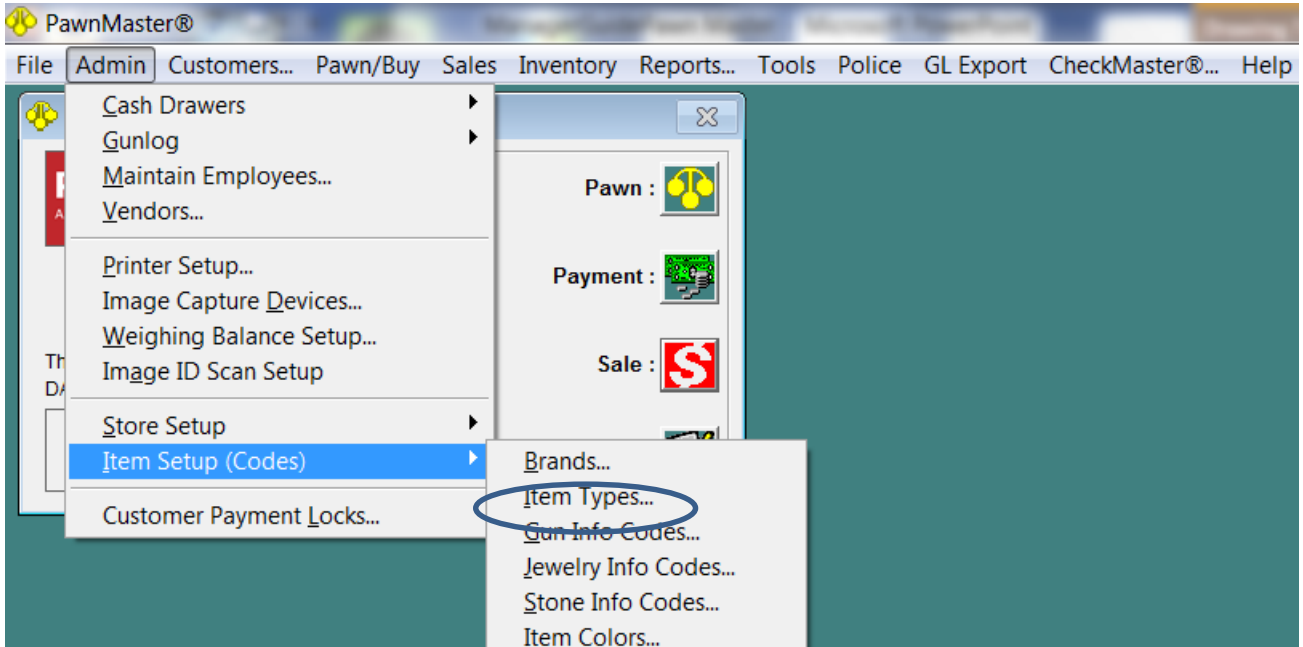 PawnMaster®
File Admin Customers... Pawn/Buy Sales Inventory Reports... Tools Police GL Export CheckMaster®... Help
Cash Drawers
Gunlog
Maintain Employees...
Vendors...
Printer Setup...
Image Capture Devices...
Weighing Balance Setup...
Image ID Scan Setup
Store Setup
Item Setup (Codes)
Customer Payment Locks...
Pawn :
Payment :
Th
Sale :
DA
Brands...
Item Types...
Gun Info Codes...
Jewelry Info Codes...
Stone Info Codes...
Item Colors...